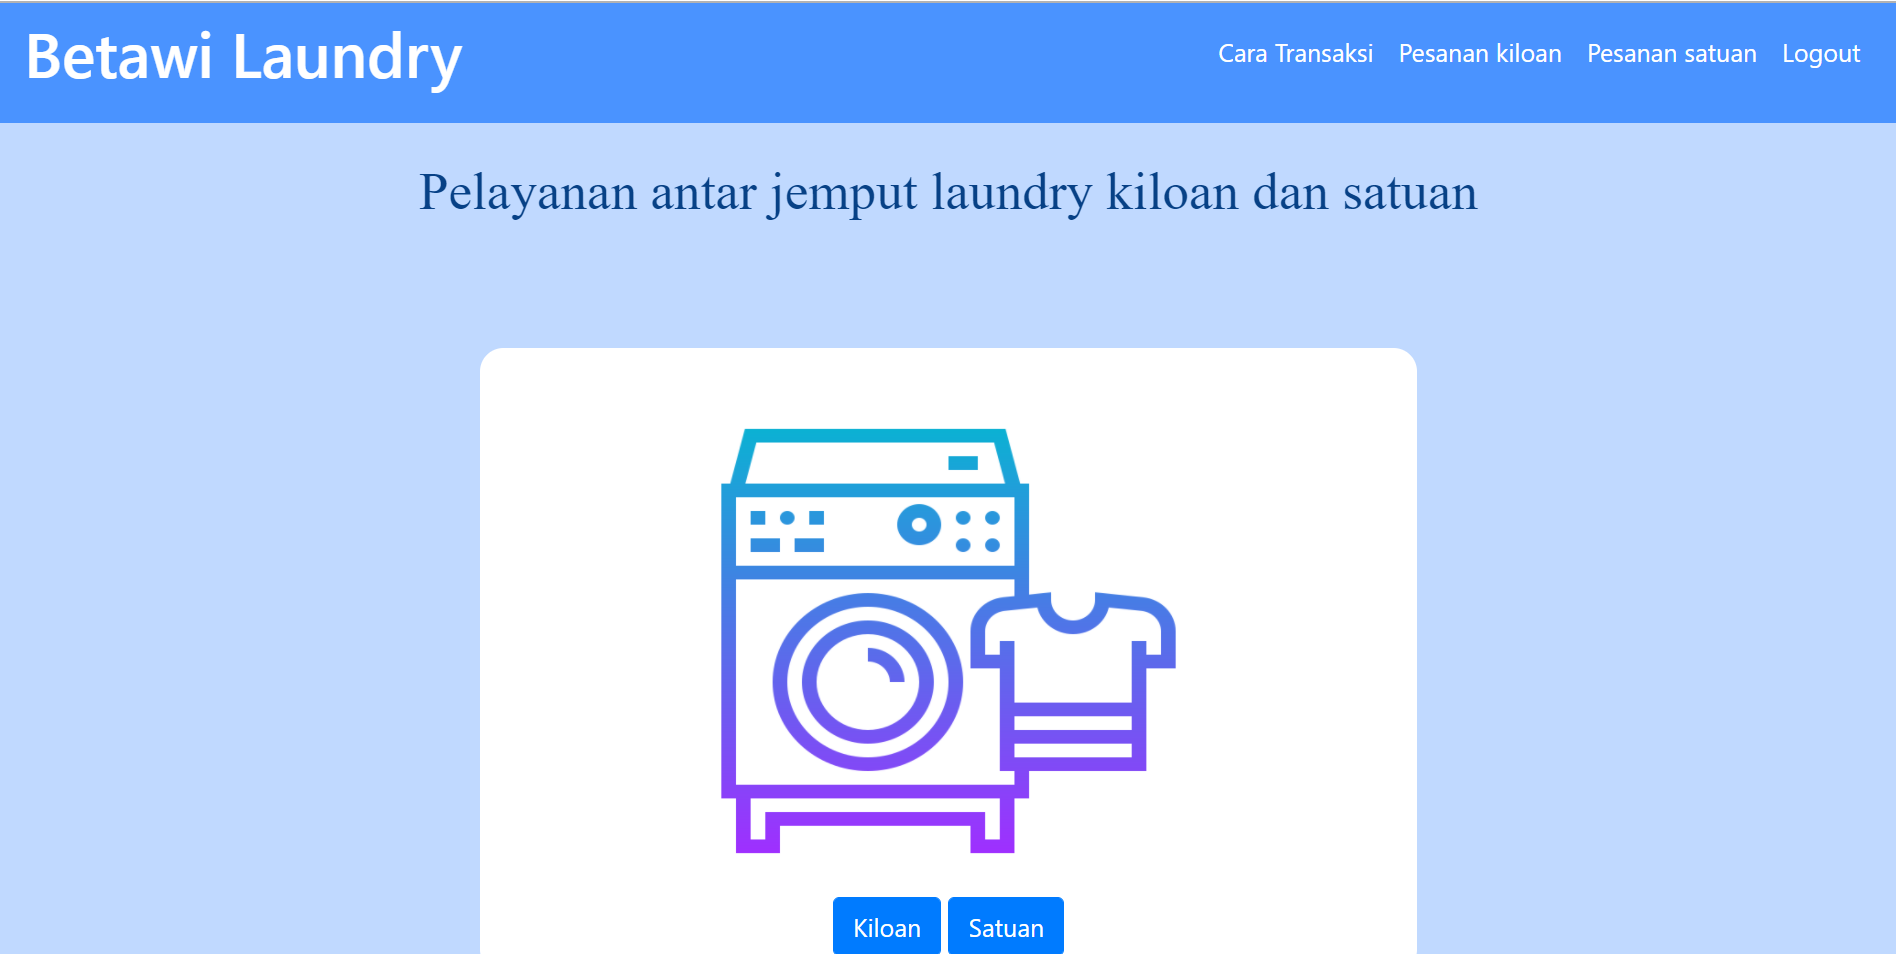 Betawi Laundry
Cara Transaksi Pesanan kiloan Pesanan satuan Logout
Pelayanan antar jemput laundry kiloan dan satuan
Kiloan Satuan